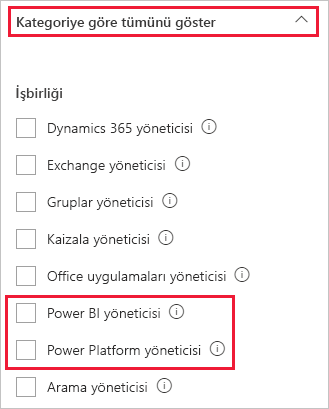 Kategoriye göre tümünü göster
İşbirliği
Dynamics 365 yöneticisi
Exchange yöneticisi
Gruplar yöneticisi
Kaizala yöneticisi
Office uygulamaları yöneticisi
Power BI yöneticisi
Power Platform yöneticisi
Arama yöneticisi